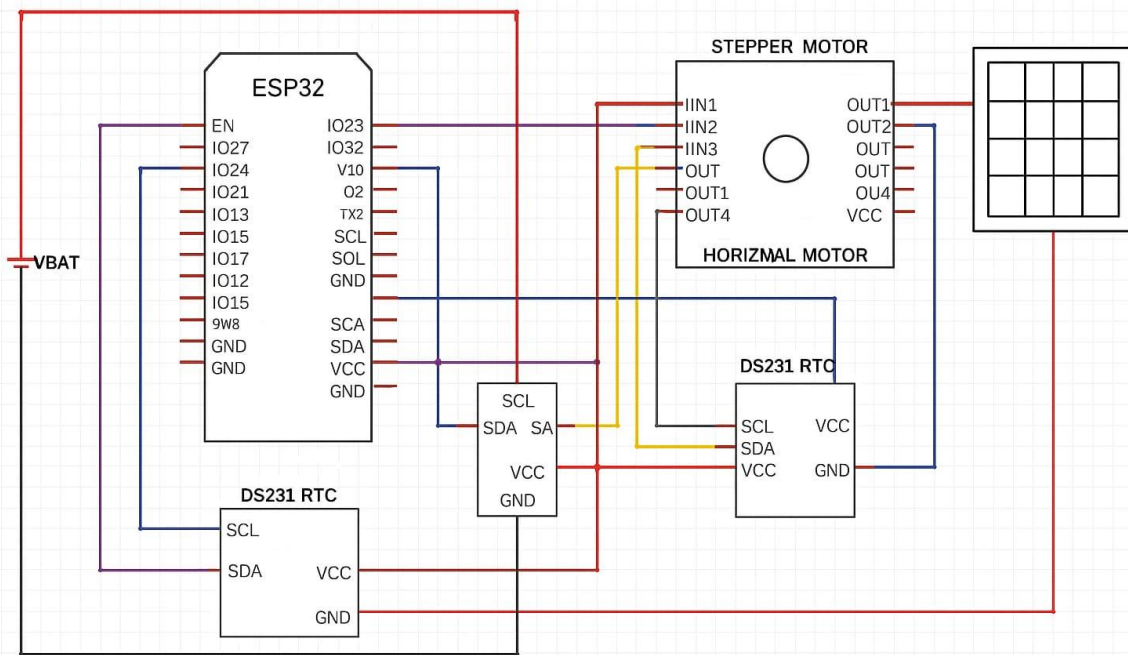 STEPPER MOTOR
ESP32
EN
IO27
IO24
IO21
IO13
IO15
IO17
IO12
IO15
9W8
GND
GND
IO23
IO32
V10
O2
TX2
SCL
SOL
GND
SCA
SDA
VCC
GND
IIN1
IIN2
IIN3
OUT
OUT1
OUT4
OUT1
OUT2
OUT
OUT
OU4
VCC
HORIZMAL MOTOR
VBAT
SCL
SDA SA
VCC
GND
DS231 RTC
SCL VCC
SDA
VCC GND
DS231 RTC
SCL
SDA VCC
GND